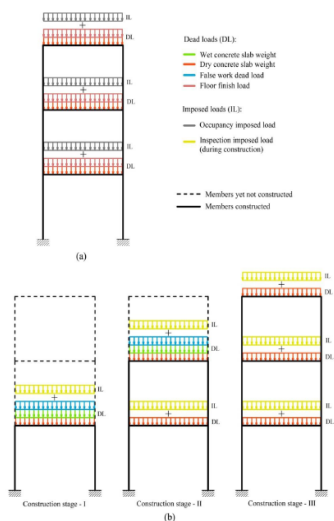 IL
DL
IL
DL
IL
DL
(a)
Dead loads (DL):
Wet concrete slab weight
Dry concrete slab weight
False work dead load
Floor finish load
Imposed loads (IL):
Occupancy imposed load
Inspection imposed load
(during construction)
Members yet not constructed
Members constructed
IL
DL
Construction stage - I
IL
DL
IL
DL
Construction stage - II
IL
DL
IL
DL
IL
DL
Construction stage - III
(b)